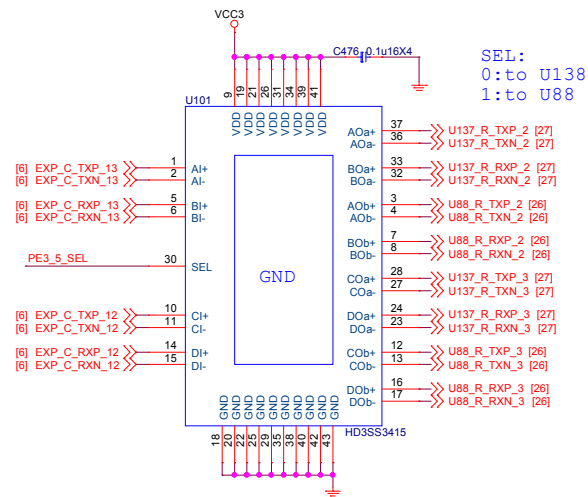 VCC3
C476 0.1u16X4
SEL:
0:to U138
1:to U88
U101
9 19 21 26 31 34 39 41
VDD VDD VDD VDD VDD VDD VDD VDD
[6] EXP_C_TXP_13 1 AI+
[6] EXP_C_TXN_13 2 AI-
[6] EXP_C_RXP_13 5 BI+
[6] EXP_C_RXN_13 6 BI-
PE3_5_SEL 30 SEL
[6] EXP_C_TXP_12 10 CI+
[6] EXP_C_TXN_12 11 CI-
[6] EXP_C_RXP_12 14 DI+
[6] EXP_C_RXN_12 15 DI-
GND
AOa+ 37 U137_R_TXP_2 [27]
AOa- 36 U137_R_TXN_2 [27]
BOa+ 33 U137_R_RXP_2 [27]
BOa- 32 U137_R_RXN_2 [27]
AOb+ 3 U88_R_TXP_2 [26]
AOb- 4 U88_R_TXN_2 [26]
BOb+ 7 U88_R_RXP_2 [26]
BOb- 8 U88_R_RXN_2 [26]
COa+ 28 U137_R_TXP_3 [27]
COa- 27 U137_R_TXN_3 [27]
DOa+ 24 U137_R_RXP_3 [27]
DOa- 23 U137_R_RXN_3 [27]
COb+ 12 U88_R_TXP_3 [26]
COb- 13 U88_R_TXN_3 [26]
DOb+ 16 U88_R_RXP_3 [26]
DOb- 17 U88_R_RXN_3 [26]
GND GND GND GND GND GND GND GND GND GND
18 20 22 25 29 35 38 40 42 43
HD3SS3415